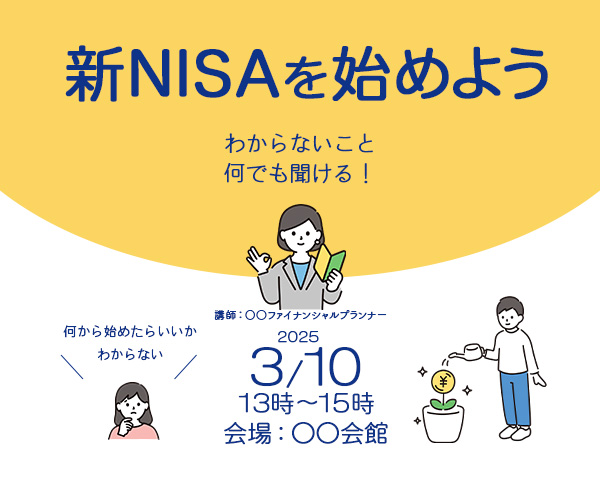 新NISAを始めよう
わからないこと
何でも聞ける！
講師：〇〇ファイナンシャルプランナー
何から始めたらいいか
わからない
2025
3/10
13時～15時
会場：〇〇会館
¥